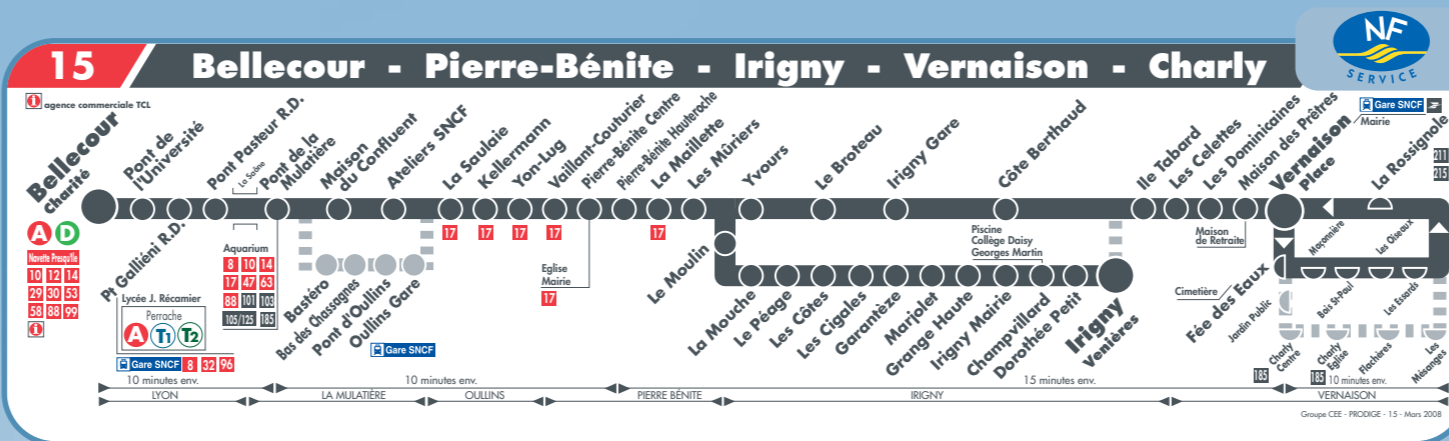 15 Bellecour - Pierre-Bénite - Irigny - Vernaison - Charly
NF
SERVICE
i agence commerciale TCL
Bellecour
Charité
A D
Navette Presqu'île
10 12 14
29 30 53
58 88 99
i
Pont de
l'Université
Pt Galliéni R.D.
Lycée J. Récamier
Perrache
A T1 T2
Gare SNCF 8 32 96
Pont Pasteur R.D.
La Saône
Pont de la
Mulatière
Aquarium
8 10 14
17 47 63
88 101 103
105/125 185
Maison
du Confluent
Ateliers SNCF
Bastéro
Bas des Chassagnes
Pont d'Oullins
Oullins Gare
Gare SNCF
La Saulaie
17
Kellermann
17
Yon-Lug
17
Vaillant-Couturier
17
Pierre-Bénite Centre
Eglise
Mairie
17
Pierre-Bénite Hauteroche
La Maillette
17
Les Mûriers
Yvours
Le Broteau
Irigny Gare
Côte Berthaud
Le Moulin
La Mouche
Le Péage
Les Côtes
Les Cigales
Garantèze
Marjolet
Grange Haute
Irigny Mairie
Piscine
Collège Daisy
Georges Martin
Champvillard
Dorothée Petit
Irigny
Venières
Ile Tabard
Les Celettes
Les Dominicaines
Maison des Prêtres
Maison
de Retraite
Vernaison
Place
Gare SNCF
Mairie
La Rossignole
211
215
Maçonnière
Les Oiseaux
Fée des Eaux
Cimetière
Jardin Public
Bois St-Paul
Les Essards
Charly
Centre
185
Charly
Eglise
185
Flachères
Les
Mésanges
10 minutes env.
10 minutes env.
15 minutes env.
10 minutes env.
LYON
LA MULATIÈRE
OULLINS
PIERRE BÉNITE
IRIGNY
VERNAISON
Groupe CEE - PRODIGE - 15 - Mars 2008